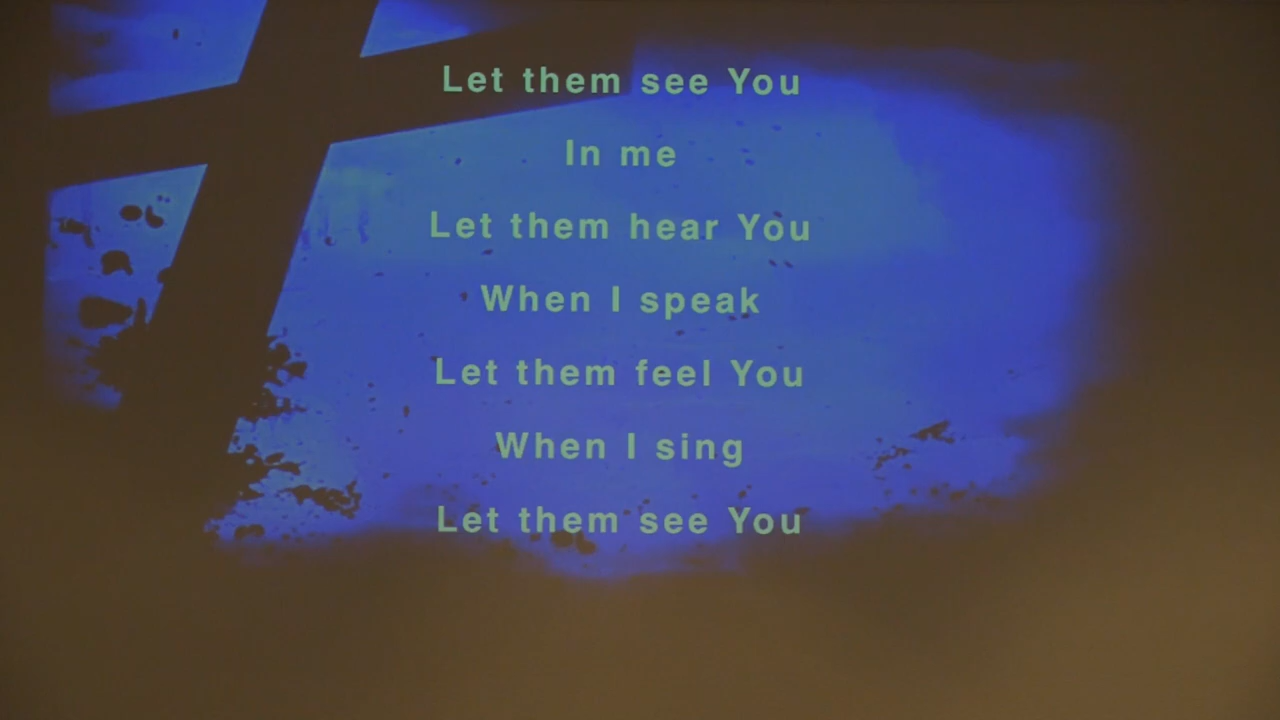 Let them see You
In me
Let them hear You
When I speak
Let them feel You
When I sing
Let them see You